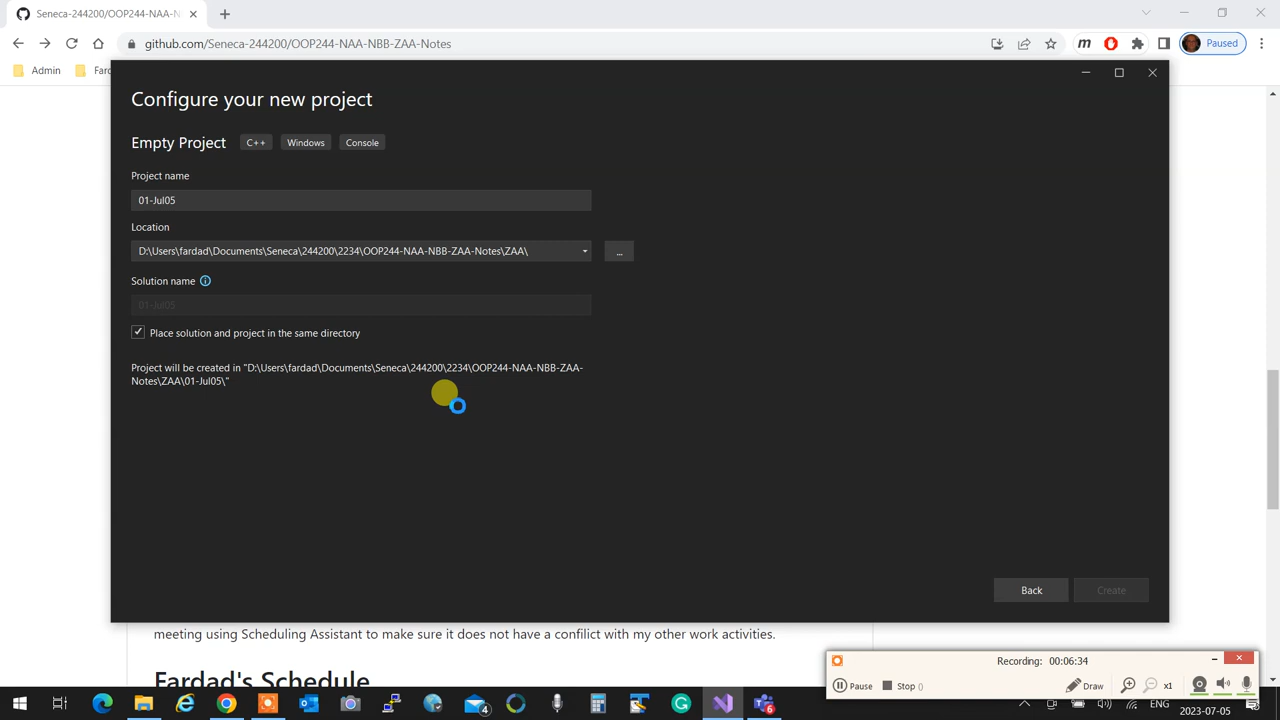 Seneca-244200/OOP244-NAA-N
github.com/Seneca-244200/OOP244-NAA-NBB-ZAA-Notes
Paused
Admin
Fard
Configure your new project
Empty Project
C++
Windows
Console
Project name
01-Jul05
Location
D:\Users\fardad\Documents\Seneca\244200\2234\OOP244-NAA-NBB-ZAA-Notes\ZAA\
...
Solution name
01-Jul05
Place solution and project in the same directory
Project will be created in "D:\Users\fardad\Documents\Seneca\244200\2234\OOP244-NAA-NBB-ZAA-
Notes\ZAA\01-Jul05\"
Back
Create
meeting using Scheduling Assistant to make sure it does not have a confilict with my other work activities.
Fardad's Schedule
Recording: 00:06:34
Pause
Stop ()
Draw
x1
4
6
ENG
2023-07-05